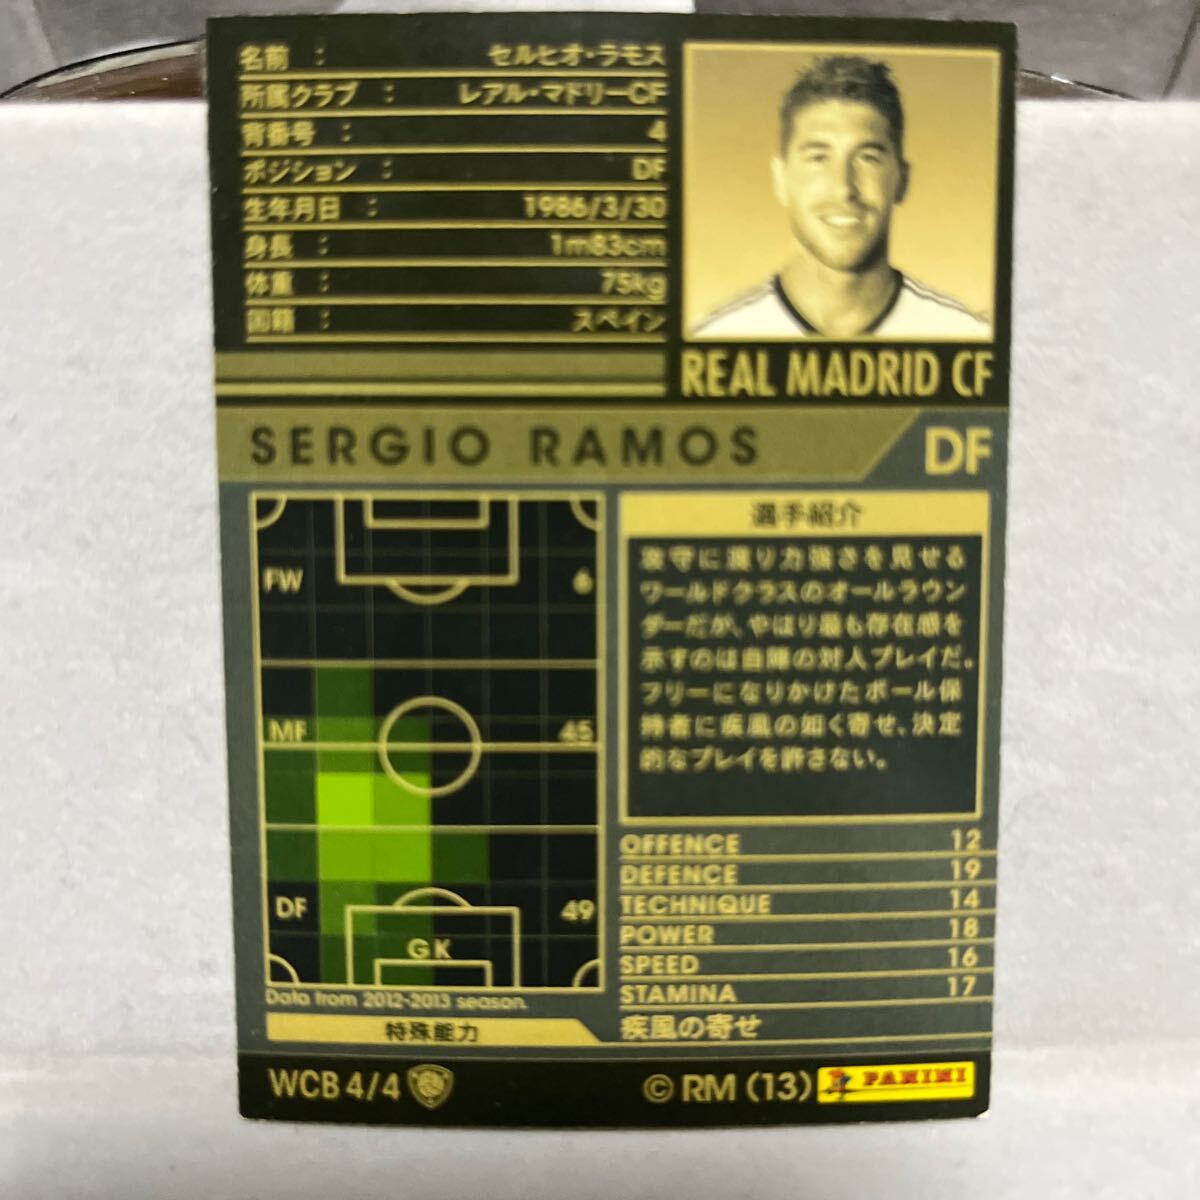 名前 : セルヒオ・ラモス
所属クラブ : レアル・マドリーCF
背番号 : 4
ポジション : DF
生年月日 : 1986/3/30
身長 : 1m83cm
体重 : 75kg
国籍 : スペイン
REAL MADRID CF
SERGIO RAMOS DF
FW 6
MF 45
DF 49
GK
Data from 2012-2013 season.
選手紹介
攻守に渡り力強さを見せる
ワールドクラスのオールラウン
ダーだが、やはり最も存在感を
示すのは自陣の対人プレイだ。
フリーになりかけたボール保
持者に疾風の如く寄せ、決定
的なプレイを許さない。
OFFENCE 12
DEFENCE 19
TECHNIQUE 14
POWER 18
SPEED 16
STAMINA 17
特殊能力 疾風の寄せ
WCB 4/4
© RM (13) PANINI